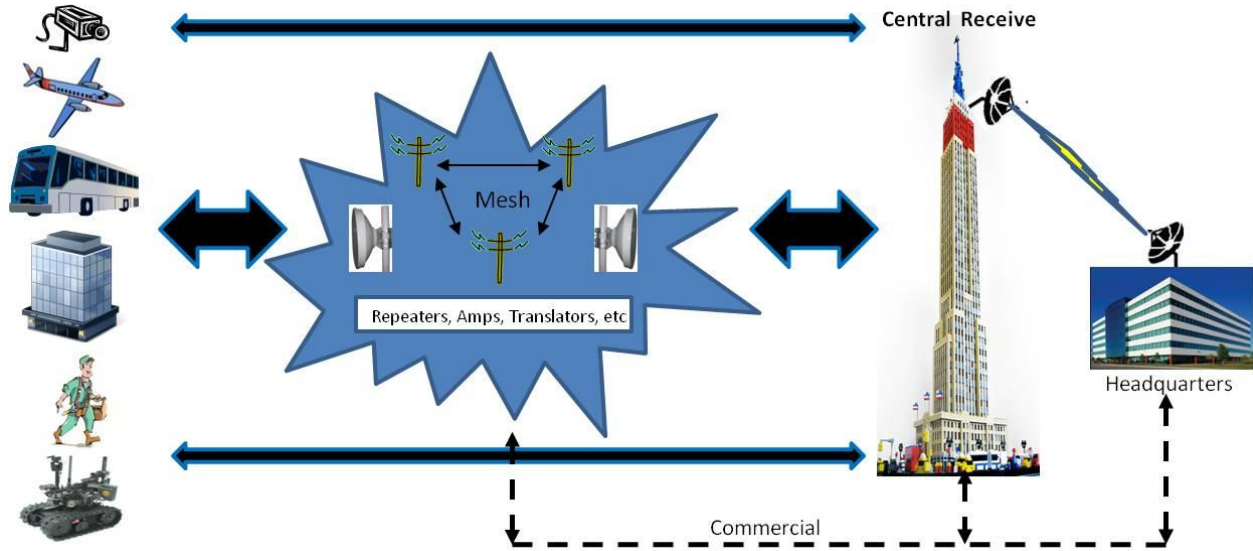 Central Receive
Mesh
Repeaters, Amps, Translators, etc
Headquarters
Commercial